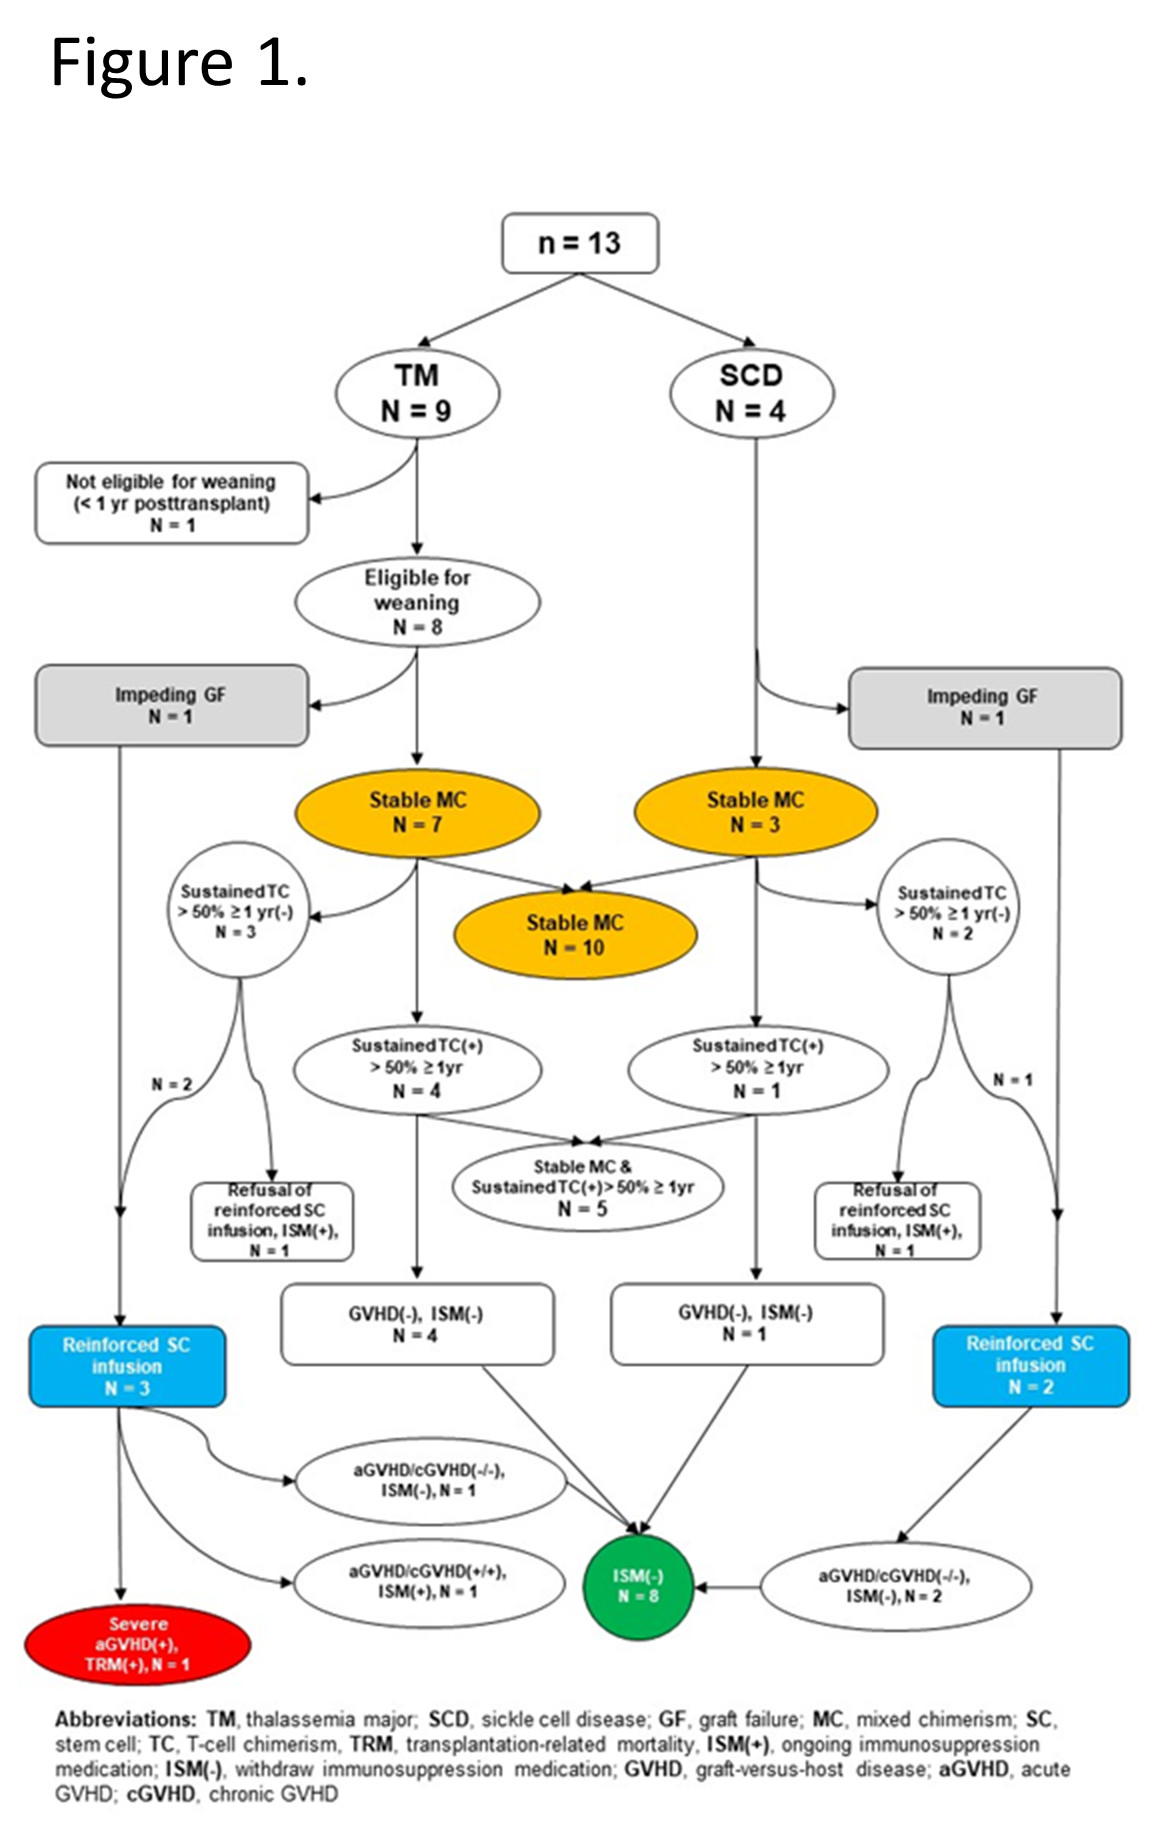 Figure 1.
n = 13
TM
N = 9
SCD
N = 4
Not eligible for weaning
(< 1 yr posttransplant)
N = 1
Eligible for
weaning
N = 8
Impeding GF
N = 1
Impeding GF
N = 1
Stable MC
N = 7
Stable MC
N = 3
Sustained TC
> 50% ≥ 1 yr(-)
N = 3
Stable MC
N = 10
Sustained TC
> 50% ≥ 1 yr(-)
N = 2
Sustained TC(+)
> 50% ≥ 1yr
N = 4
Sustained TC(+)
> 50% ≥ 1yr
N = 1
N = 2
N = 1
Stable MC &
Sustained TC(+)> 50% ≥ 1yr
N = 5
Refusal of
reinforced SC
infusion, ISM(+),
N = 1
Refusal of
reinforced SC
infusion, ISM(+),
N = 1
GVHD(-), ISM(-)
N = 4
GVHD(-), ISM(-)
N = 1
Reinforced SC
infusion
N = 3
Reinforced SC
infusion
N = 2
aGVHD/cGVHD(-/-),
ISM(-), N = 1
aGVHD/cGVHD(+/+),
ISM(+), N = 1
ISM(-)
N = 8
aGVHD/cGVHD(-/-),
ISM(-), N = 2
Severe
aGVHD(+),
TRM(+), N = 1
Abbreviations: TM, thalassemia major; SCD, sickle cell disease; GF, graft failure; MC, mixed chimerism; SC,
stem cell; TC, T-cell chimerism, TRM, transplantation-related mortality, ISM(+), ongoing immunosuppression
medication; ISM(-), withdraw immunosuppression medication; GVHD, graft-versus-host disease; aGVHD, acute
GVHD; cGVHD, chronic GVHD